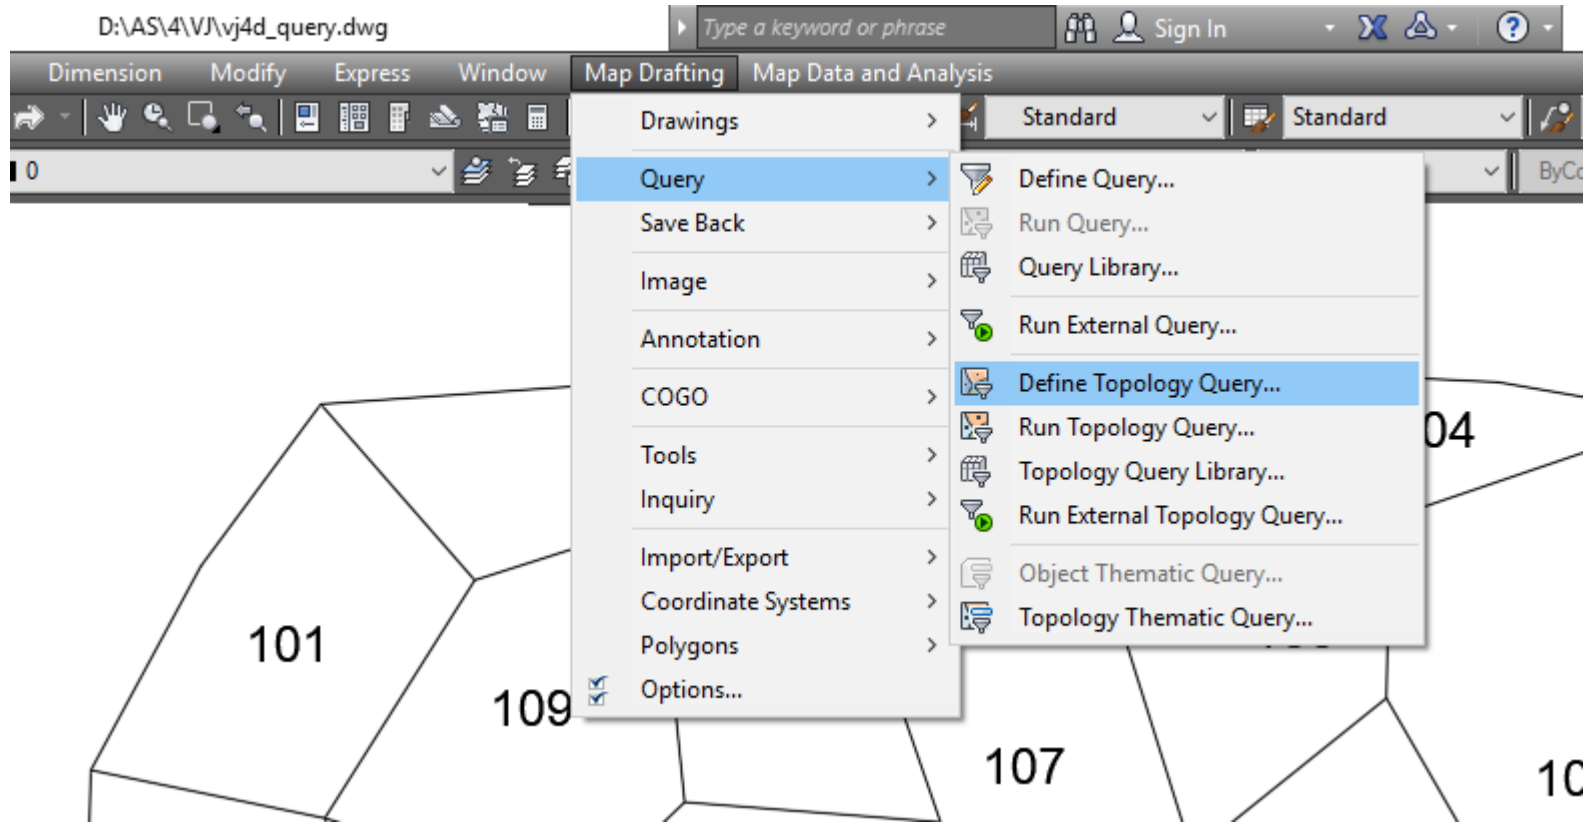 D:\AS\4\VJ\vj4d_query.dwg
Type a keyword or phrase
Sign In
Dimension Modify Express Window Map Drafting Map Data and Analysis
Standard
Standard
0
ByCo
Drawings
Query
Save Back
Image
Annotation
COGO
Tools
Inquiry
Import/Export
Coordinate Systems
Polygons
Options...
Define Query...
Run Query...
Query Library...
Run External Query...
Define Topology Query...
Run Topology Query...
Topology Query Library...
Run External Topology Query...
Object Thematic Query...
Topology Thematic Query...
04
101
109
107
10